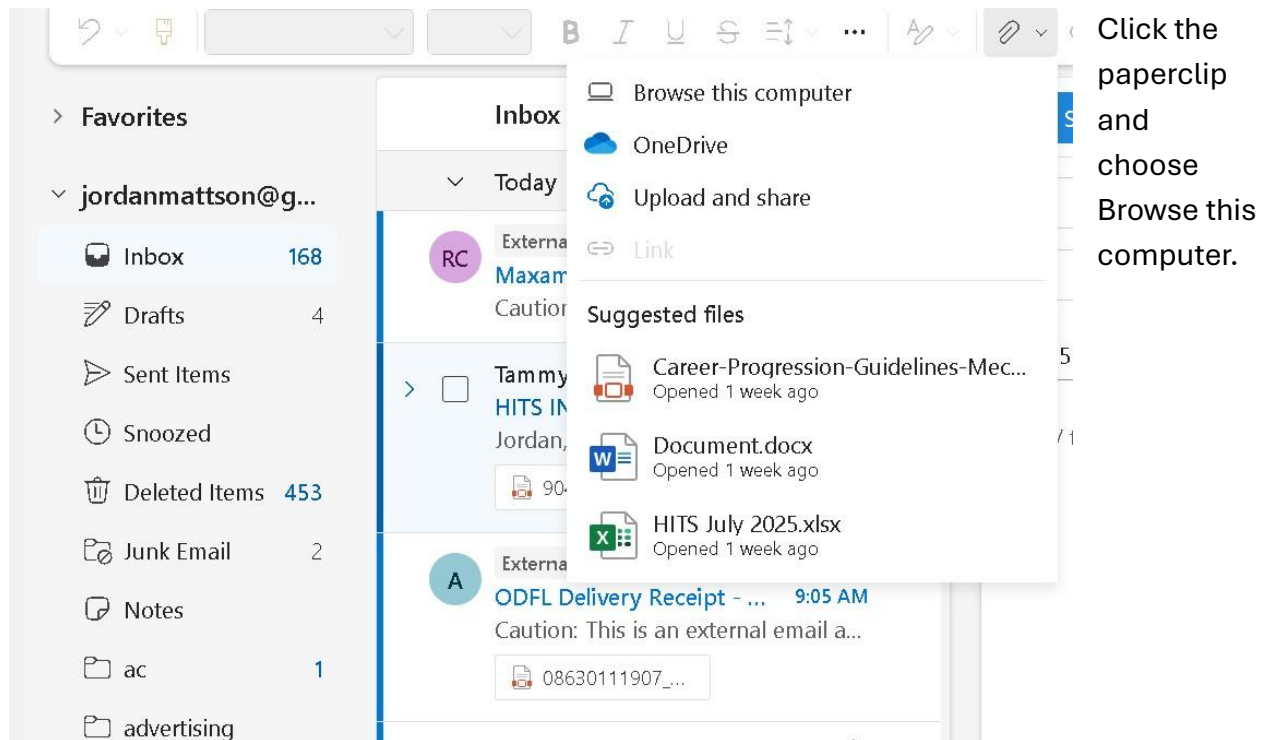 B I U S
Click the
paperclip
and
choose
Browse this
computer.
Favorites
jordanmattson@g...
Inbox 168
Drafts 4
Sent Items
Snoozed
Deleted Items 453
Junk Email 2
Notes
ac 1
advertising
Inbox
Today
RC
Externa
Maxam
Caution
Tammy
HITS IN
Jordan,
904
A
Externa
ODFL Delivery Receipt - ... 9:05 AM
Caution: This is an external email a...
08630111907_...
Browse this computer
OneDrive
Upload and share
Link
Suggested files
Career-Progression-Guidelines-Mec...
Opened 1 week ago
Document.docx
Opened 1 week ago
HITS July 2025.xlsx
Opened 1 week ago
S
5